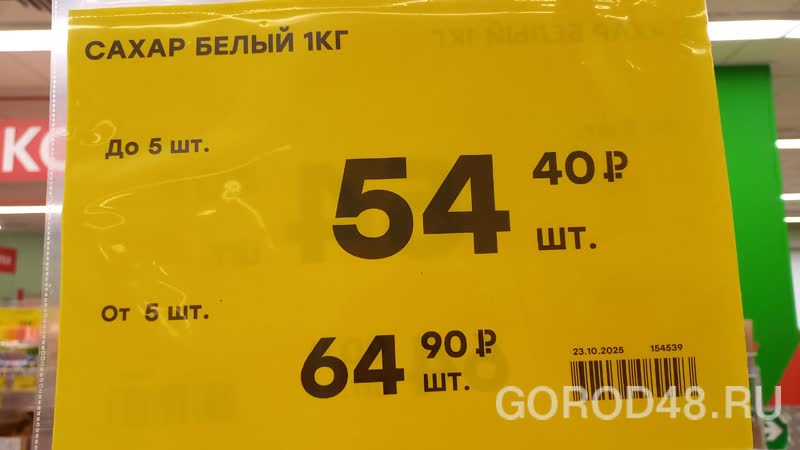 САХАР БЕЛЫЙ 1КГ
До 5 шт.
54 40 ₽
шт.
От 5 шт.
64 90 ₽
шт.
23.10.2025 154539
GOROD48.RU